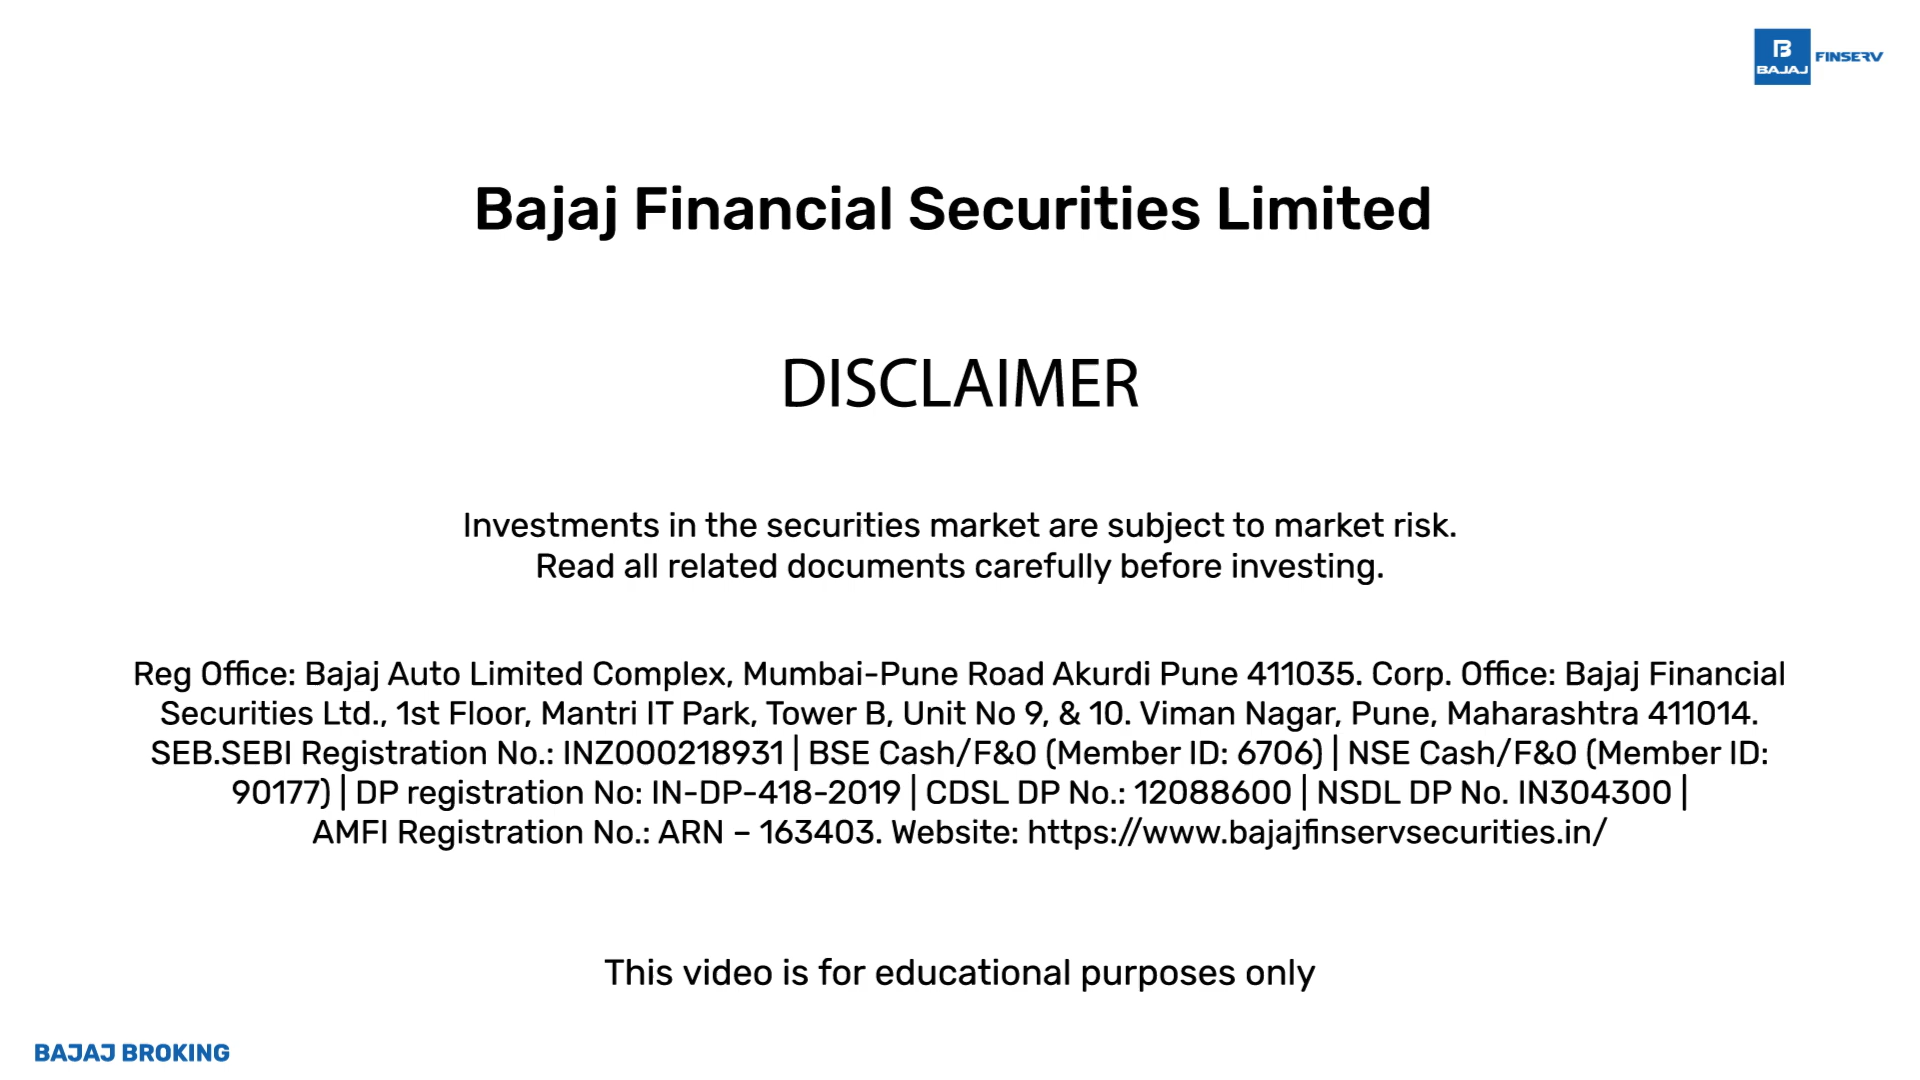 B
BAJAJ FINSERV
Bajaj Financial Securities Limited
DISCLAIMER
Investments in the securities market are subject to market risk.
Read all related documents carefully before investing.
Reg Office: Bajaj Auto Limited Complex, Mumbai-Pune Road Akurdi Pune 411035. Corp. Office: Bajaj Financial
Securities Ltd., 1st Floor, Mantri IT Park, Tower B, Unit No 9, & 10. Viman Nagar, Pune, Maharashtra 411014.
SEB.SEBI Registration No.: INZ000218931 | BSE Cash/F&O (Member ID: 6706) | NSE Cash/F&O (Member ID:
90177) | DP registration No: IN-DP-418-2019 | CDSL DP No.: 12088600 | NSDL DP No. IN304300 |
AMFI Registration No.: ARN – 163403. Website: https://www.bajajfinservsecurities.in/
This video is for educational purposes only
BAJAJ BROKING